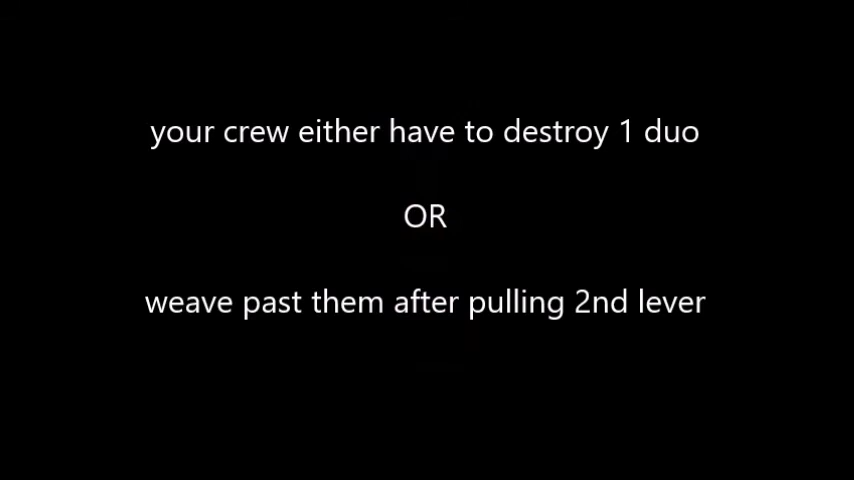 your crew either have to destroy 1 duo
OR
weave past them after pulling 2nd lever